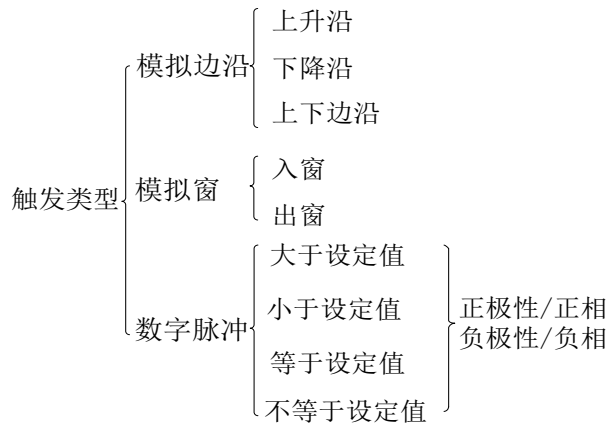 上升沿
模拟边沿
下降沿
上下边沿
入窗
触发类型
模拟窗
出窗
大于设定值
小于设定值
正极性/正相
数字脉冲
负极性/负相
等于设定值
不等于设定值